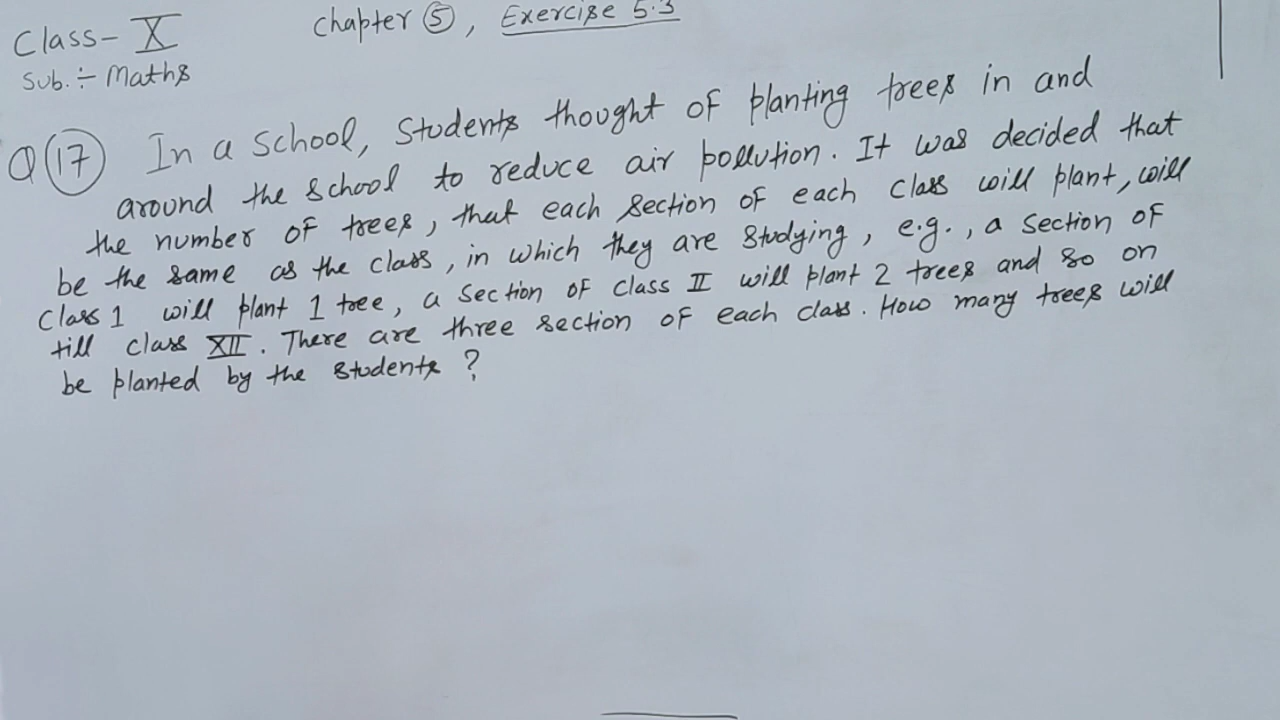 Class - X
Chapter 5, Exercise 5.3
Sub. :- Maths
Q 17 In a School, Students thought of planting trees in and
around the school to reduce air pollution. It was decided that
the number of trees, that each section of each class will plant, will
be the same as the class, in which they are studying, e.g., a section of
Class 1 will plant 1 tree, a section of class II will plant 2 trees and so on
till class XII. There are three section of each class. How many trees will
be planted by the students ?